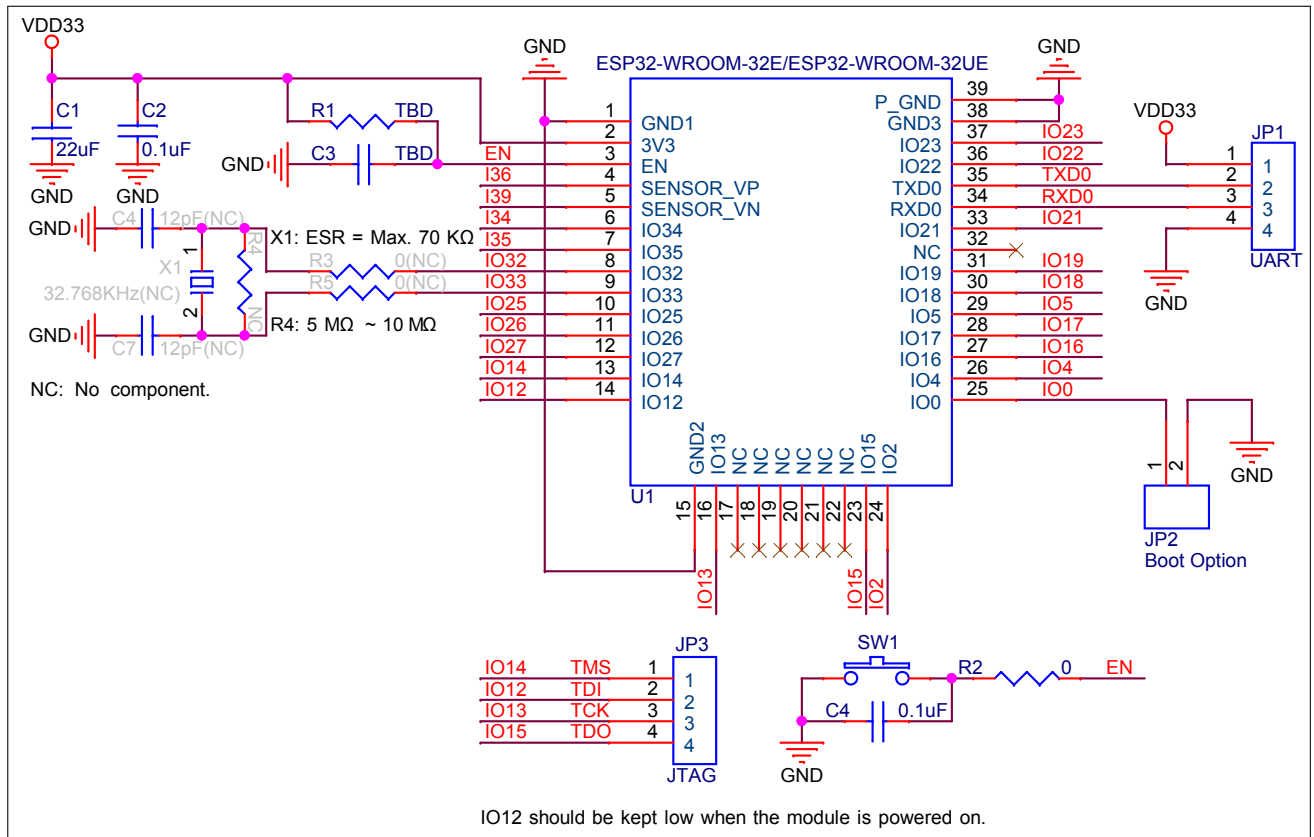 VDD33
C1
22uF
GND
C2
0.1uF
GND
R1 TBD
GND C3 TBD
GND C4 12pF(NC)
1
X1
32.768KHz(NC)
2
R4
NC
GND C7 12pF(NC)
X1: ESR = Max. 70 KΩ
R3 0(NC)
R5 0(NC)
R4: 5 MΩ ~ 10 MΩ
NC: No component.
GND
ESP32-WROOM-32E/ESP32-WROOM-32UE
GND
1 GND1
2 3V3
EN 3 EN
I36 4 SENSOR_VP
I39 5 SENSOR_VN
I34 6 IO34
I35 7 IO35
IO32 8 IO32
IO33 9 IO33
IO25 10 IO25
IO26 11 IO26
IO27 12 IO27
IO14 13 IO14
IO12 14 IO12
P_GND 39
GND3 38
IO23 37 IO23
IO22 36 IO22
TXD0 35 TXD0
RXD0 34 RXD0
IO21 33 IO21
NC 32
IO19 31 IO19
IO18 30 IO18
IO5 29 IO5
IO17 28 IO17
IO16 27 IO16
IO4 26 IO4
IO0 25 IO0
GND2 15
IO13 16 IO13
NC 17
NC 18
NC 19
NC 20
NC 21
NC 22
IO15 23 IO15
IO2 24 IO2
U1
VDD33
JP1
1 1
2 2
3 3
4 4
UART
GND
1
2
GND
JP2
Boot Option
JP3
IO14 TMS 1 1
IO12 TDI 2 2
IO13 TCK 3 3
IO15 TDO 4 4
JTAG
SW1
R2 0 EN
C4 0.1uF
GND
IO12 should be kept low when the module is powered on.